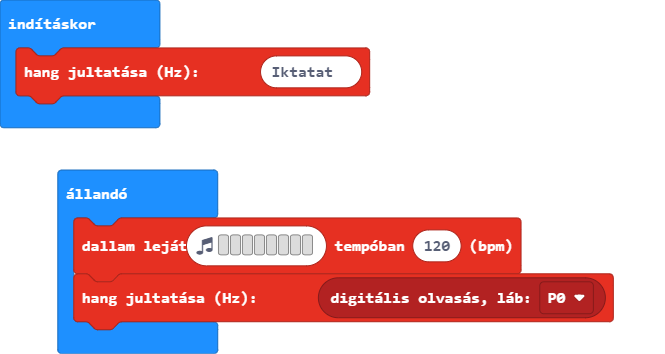 indításkor
hang jultatása (Hz): Iktatat
állandó
dallam leját tempóban 120 (bpm)
hang jultatása (Hz): digitális olvasás, láb: P0